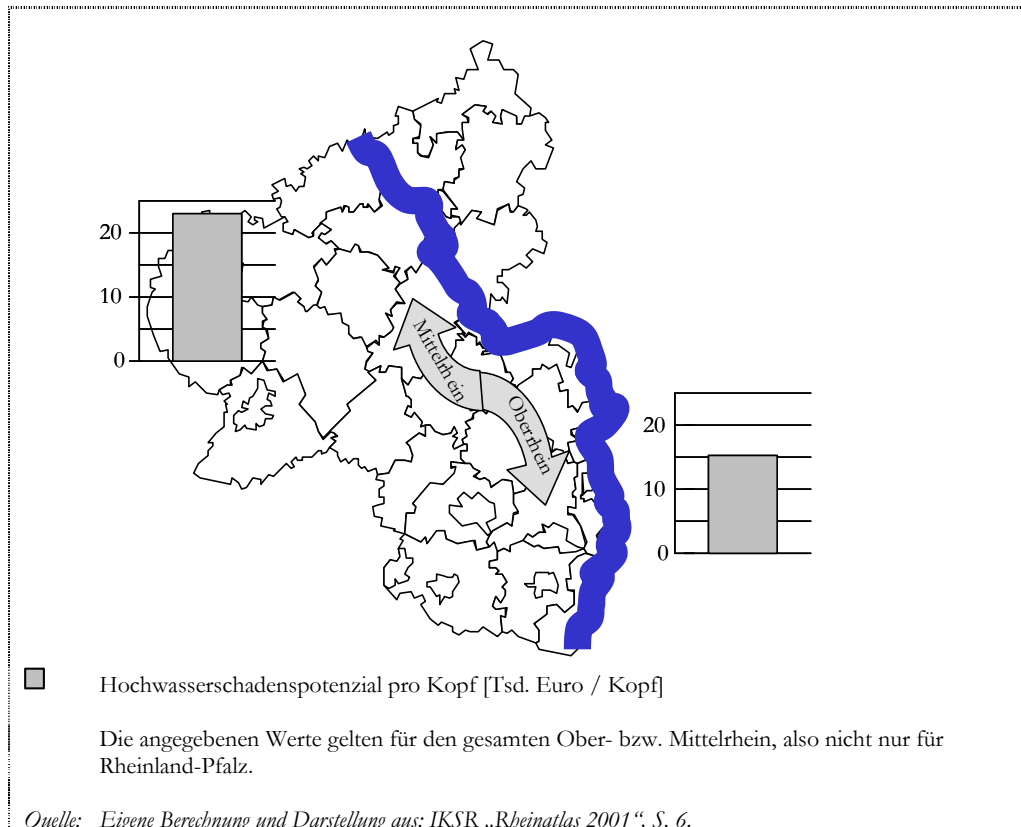 20
10
0
Mittelrhein
Oberrhein
20
10
0
Hochwasserschadenspotenzial pro Kopf [Tsd. Euro / Kopf]
Die angegebenen Werte gelten für den gesamten Ober- bzw. Mittelrhein, also nicht nur für
Rheinland-Pfalz.
Quelle: Eigene Berechnung und Darstellung aus: IKSR „Rheinatlas 2001“, S. 6.